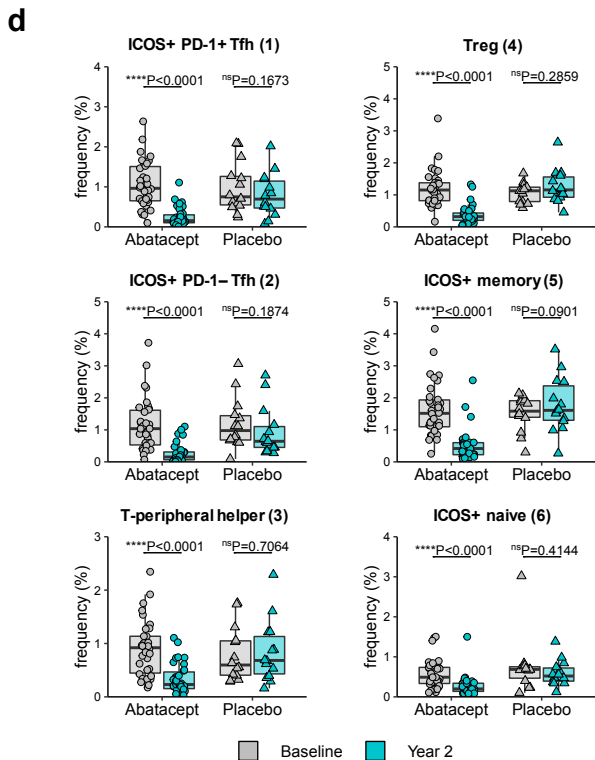 d
ICOS+ PD-1+ Tfh (1)
****P<0.0001
nsP=0.1673
frequency (%)
4
3
2
1
0
Abatacept
Placebo
Treg (4)
****P<0.0001
nsP=0.2859
frequency (%)
4
3
2
1
0
Abatacept
Placebo
ICOS+ PD-1– Tfh (2)
****P<0.0001
nsP=0.1874
frequency (%)
5
4
3
2
1
0
Abatacept
Placebo
ICOS+ memory (5)
****P<0.0001
nsP=0.0901
frequency (%)
5
4
3
2
1
0
Abatacept
Placebo
T-peripheral helper (3)
****P<0.0001
nsP=0.7064
frequency (%)
3
2
1
0
Abatacept
Placebo
ICOS+ naive (6)
****P<0.0001
nsP=0.4144
frequency (%)
4
3
2
1
0
Abatacept
Placebo
Baseline
Year 2